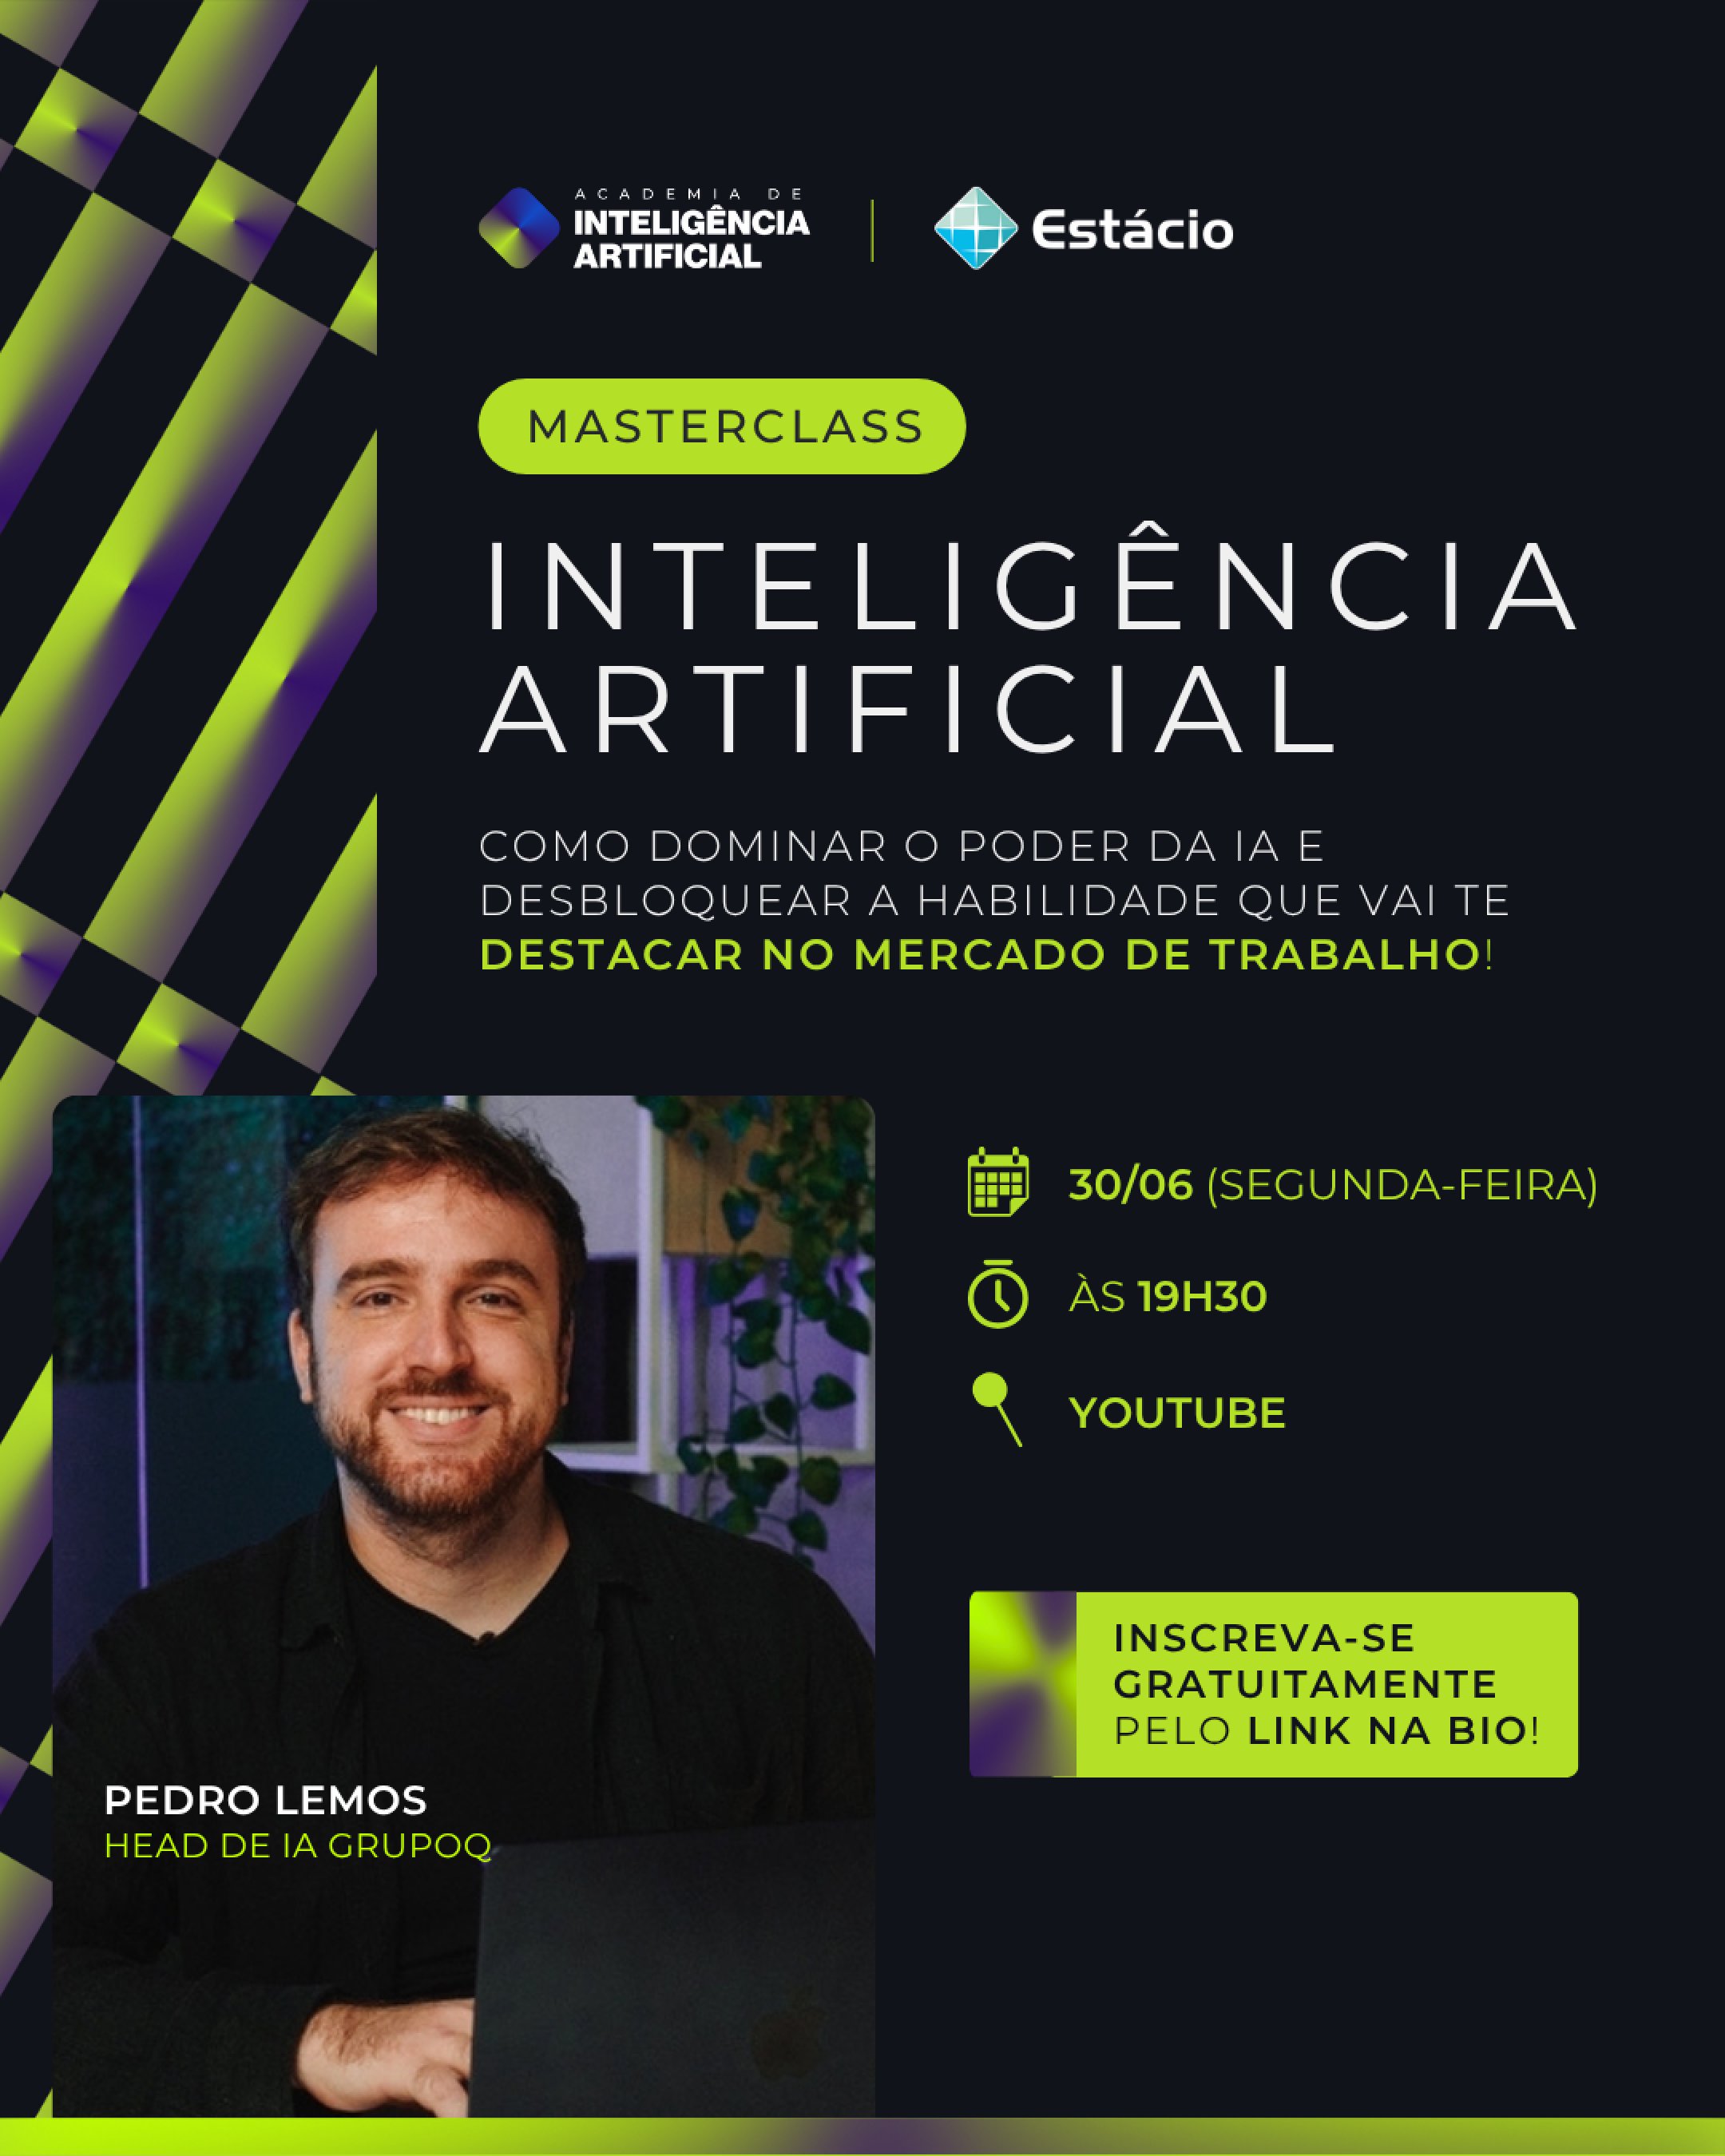 ACADEMIA DE
INTELIGÊNCIA
ARTIFICIAL
Estácio
MASTERCLASS
INTELIGÊNCIA
ARTIFICIAL
COMO DOMINAR O PODER DA IA E
DESBLOQUEAR A HABILIDADE QUE VAI TE
DESTACAR NO MERCADO DE TRABALHO!
30/06 (SEGUNDA-FEIRA)
ÀS 19H30
YOUTUBE
INSCREVA-SE
GRATUITAMENTE
PELO LINK NA BIO!
PEDRO LEMOS
HEAD DE IA GRUPOQ